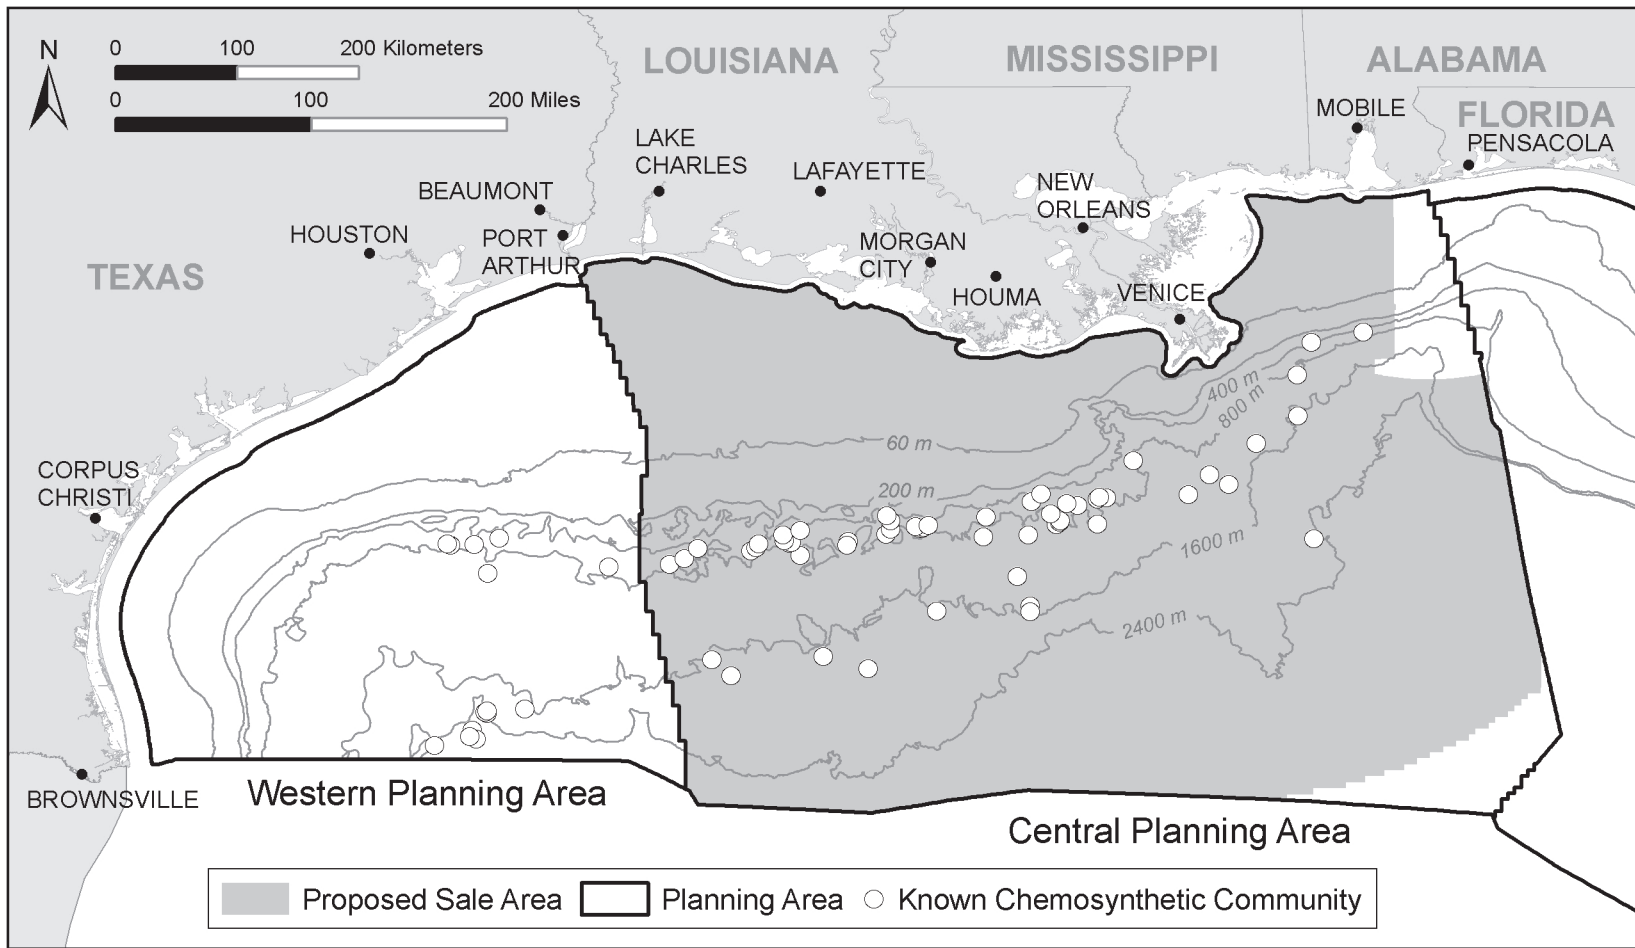 N
0 100 200 Kilometers
0 100 200 Miles
LOUISIANA
MISSISSIPPI
ALABAMA
FLORIDA
TEXAS
MOBILE
PENSACOLA
LAKE
CHARLES
LAFAYETTE
NEW
ORLEANS
BEAUMONT
HOUSTON
PORT
ARTHUR
MORGAN
CITY
HOUMA
VENICE
CORPUS
CHRISTI
BROWNSVILLE
60 m
200 m
400 m
800 m
1600 m
2400 m
Western Planning Area
Central Planning Area
Proposed Sale Area
Planning Area
Known Chemosynthetic Community